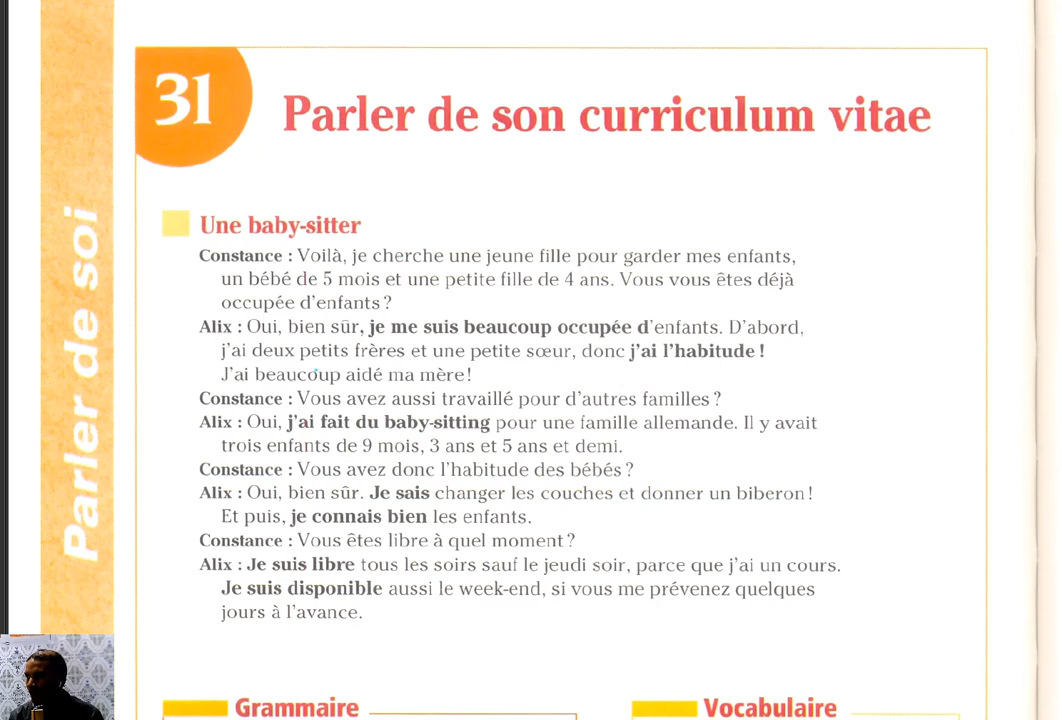 Parler de soi
31
Parler de son curriculum vitae
Une baby-sitter
Constance : Voilà, je cherche une jeune fille pour garder mes enfants,
un bébé de 5 mois et une petite fille de 4 ans. Vous vous êtes déjà
occupée d'enfants ?
Alix : Oui, bien sûr, je me suis beaucoup occupée d'enfants. D'abord,
j'ai deux petits frères et une petite sœur, donc j'ai l'habitude !
J'ai beaucoup aidé ma mère !
Constance : Vous avez aussi travaillé pour d'autres familles ?
Alix : Oui, j'ai fait du baby-sitting pour une famille allemande. Il y avait
trois enfants de 9 mois, 3 ans et 5 ans et demi.
Constance : Vous avez donc l'habitude des bébés ?
Alix : Oui, bien sûr. Je sais changer les couches et donner un biberon !
Et puis, je connais bien les enfants.
Constance : Vous êtes libre à quel moment ?
Alix : Je suis libre tous les soirs sauf le jeudi soir, parce que j'ai un cours.
Je suis disponible aussi le week-end, si vous me prévenez quelques
jours à l'avance.
Grammaire
Vocabulaire